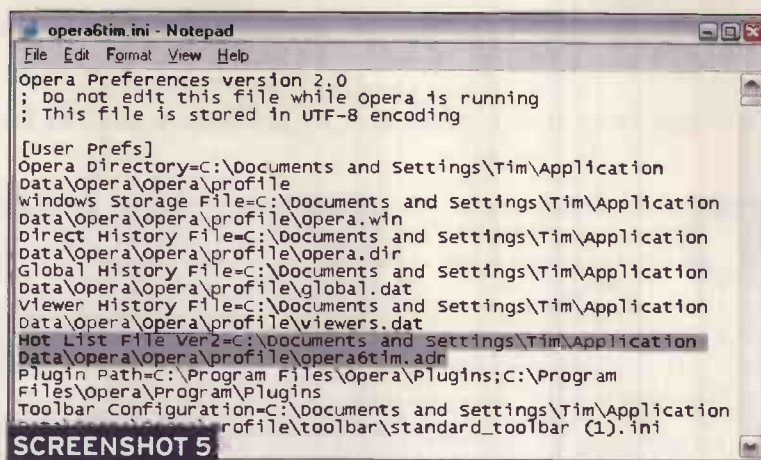 opera6tim.ini - Notepad
File Edit Format View Help
Opera Preferences version 2.0
; Do not edit this file while Opera is running
; This file is stored in UTF-8 encoding
[User Prefs]
Opera Directory=C:\Documents and Settings\Tim\Application
Data\Opera\Opera\profile
Windows Storage File=C:\Documents and Settings\Tim\Application
Data\Opera\Opera\profile\opera.win
Direct History File=C:\Documents and Settings\Tim\Application
Data\Opera\Opera\profile\opera.dir
Global History File=C:\Documents and Settings\Tim\Application
Data\Opera\Opera\profile\global.dat
Viewer History File=C:\Documents and Settings\Tim\Application
Data\Opera\Opera\profile\viewers.dat
Hot List File Ver2=C:\Documents and Settings\Tim\Application
Data\Opera\Opera\profile\opera6tim.adr
Plugin Path=C:\Program Files\Opera\Plugins;C:\Program
Files\Opera\Program\Plugins
Toolbar Configuration=C:\Documents and Settings\Tim\Application
rofile\toolbar\standard_toolbar (1).ini
SCREENSHOT 5